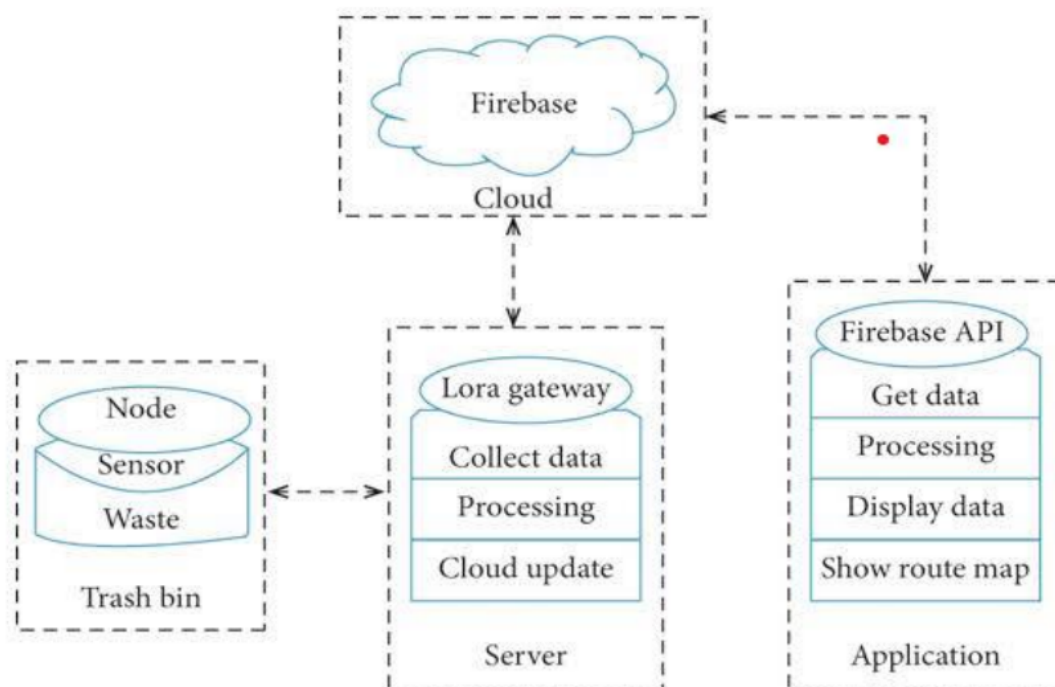 Firebase
Cloud
Node
Sensor
Waste
Trash bin
Lora gateway
Collect data
Processing
Cloud update
Server
Firebase API
Get data
Processing
Display data
Show route map
Application